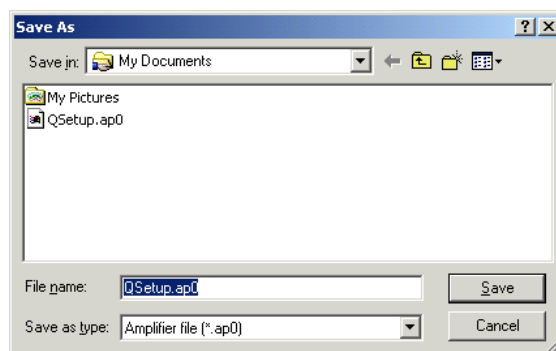 Save As
Save in: My Documents
My Pictures
QSetup.ap0
File name: QSetup.ap0 Save
Save as type: Amplifier file (*.ap0) Cancel